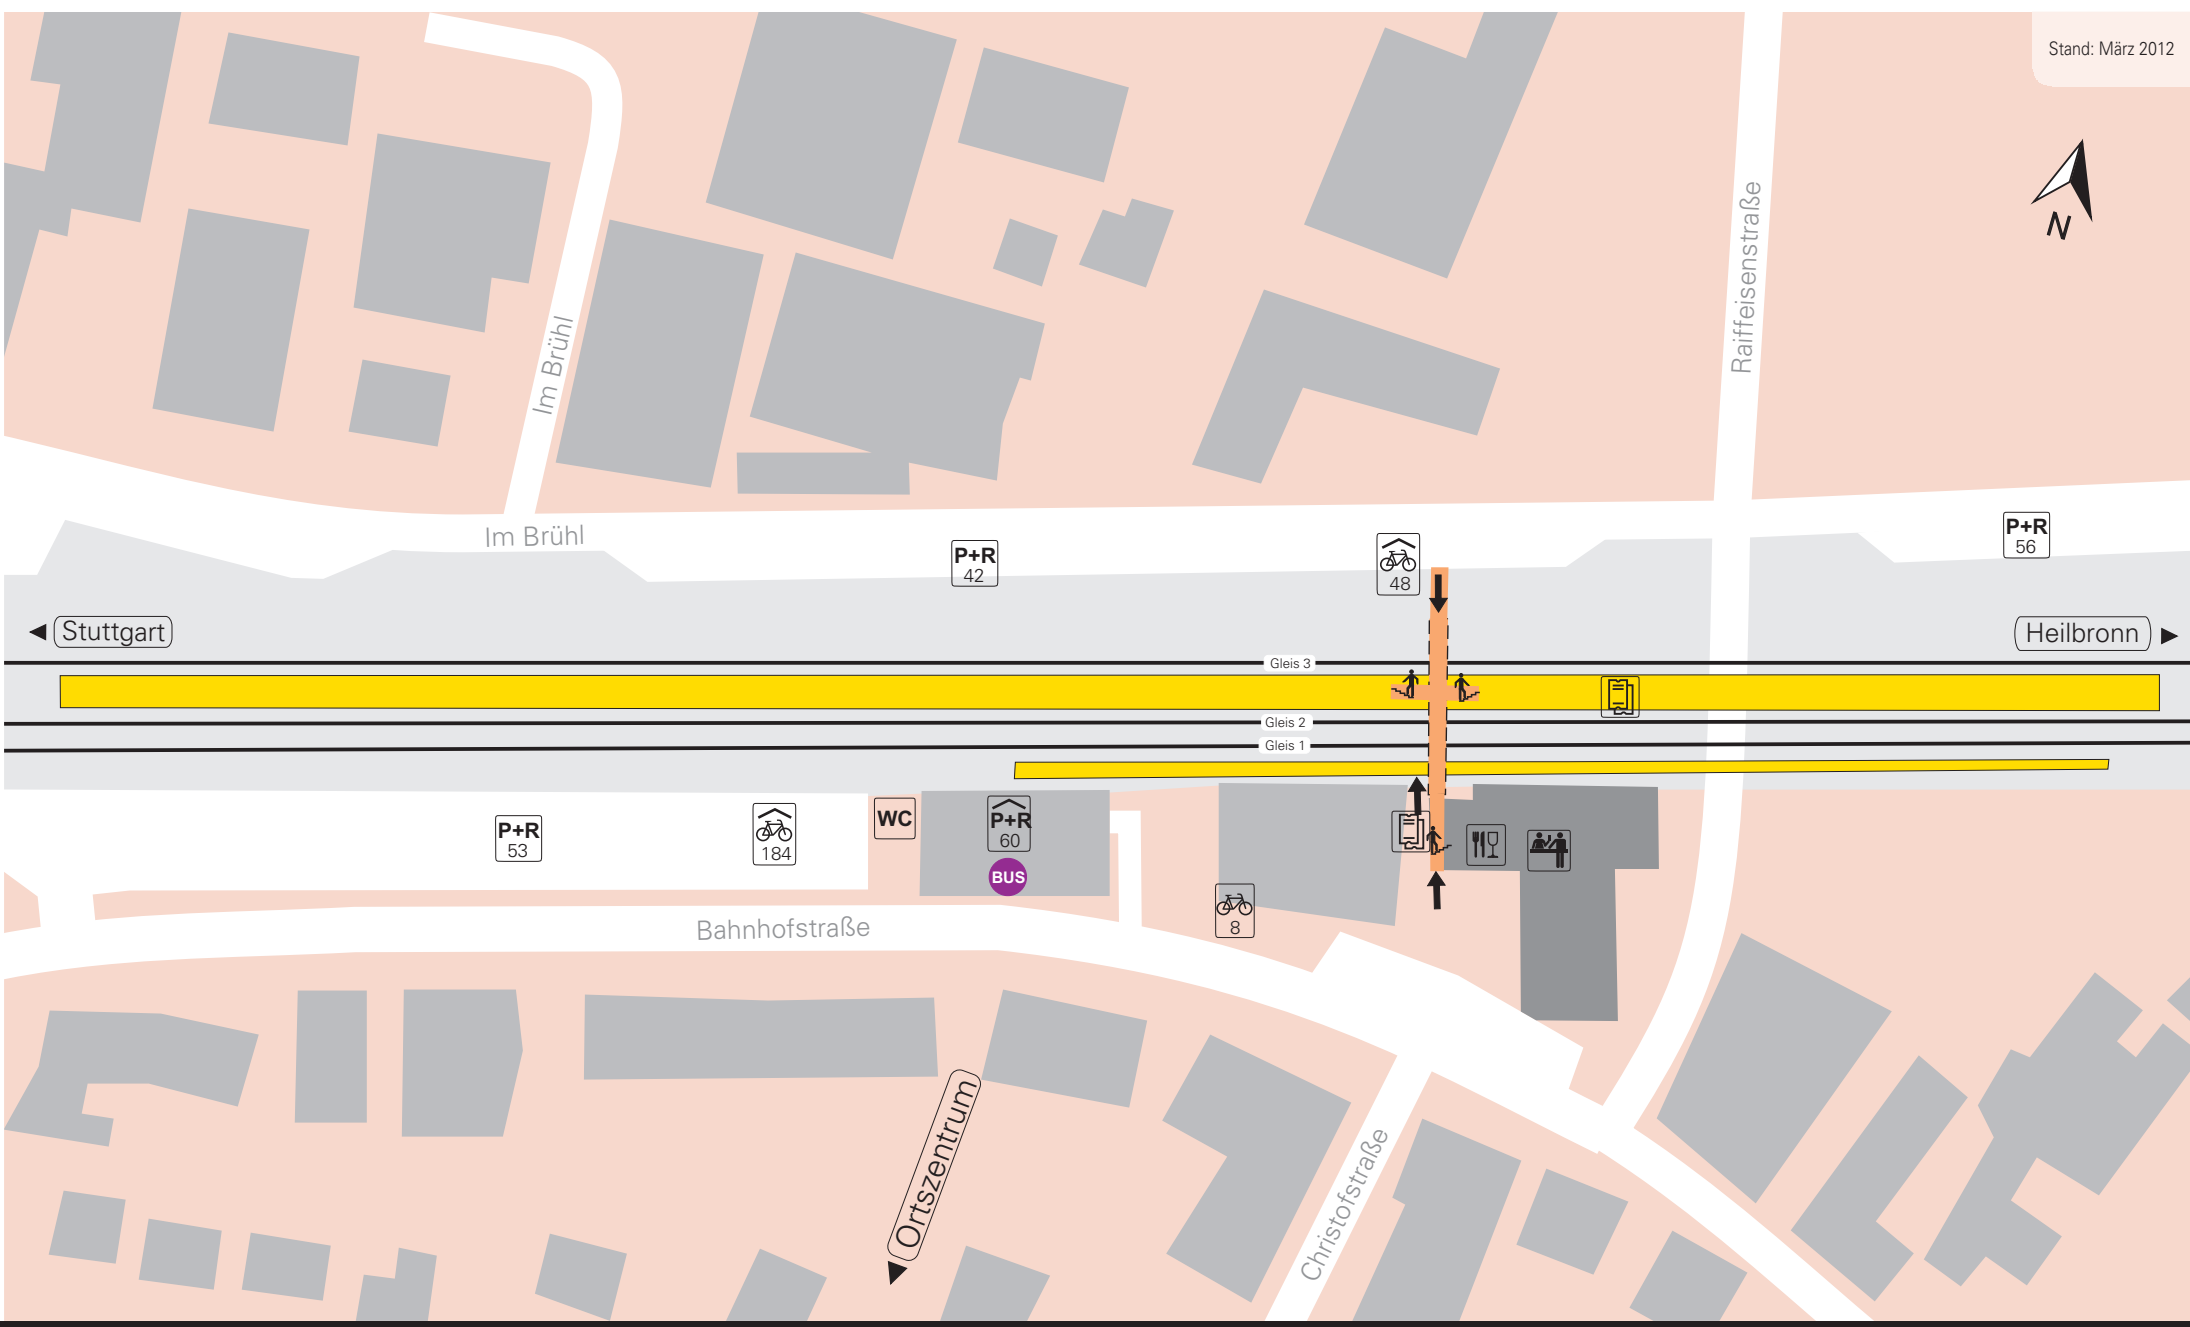 Stand: März 2012
N
Raiffeisenstraße
Im Brühl
Im Brühl
P+R
42
48
P+R
56
Stuttgart
Heilbronn
Gleis 3
Gleis 2
Gleis 1
P+R
53
184
WC
P+R
60
BUS
8
Bahnhofstraße
Ortszentrum
Christofstraße